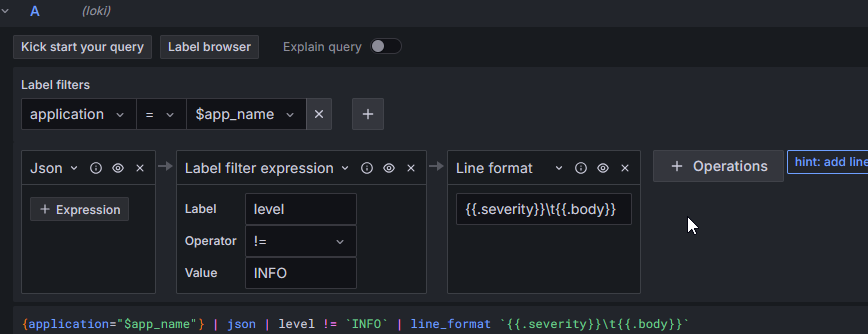 A (loki)
Kick start your query Label browser Explain query
Label filters
application = $app_name
Json Label filter expression Line format Operations hint: add line
Expression Label level {{.severity}}\t{{.body}}
Operator !=
Value INFO
{application="$app_name"} | json | level != `INFO` | line_format `{{.severity}}\t{{.body}}`